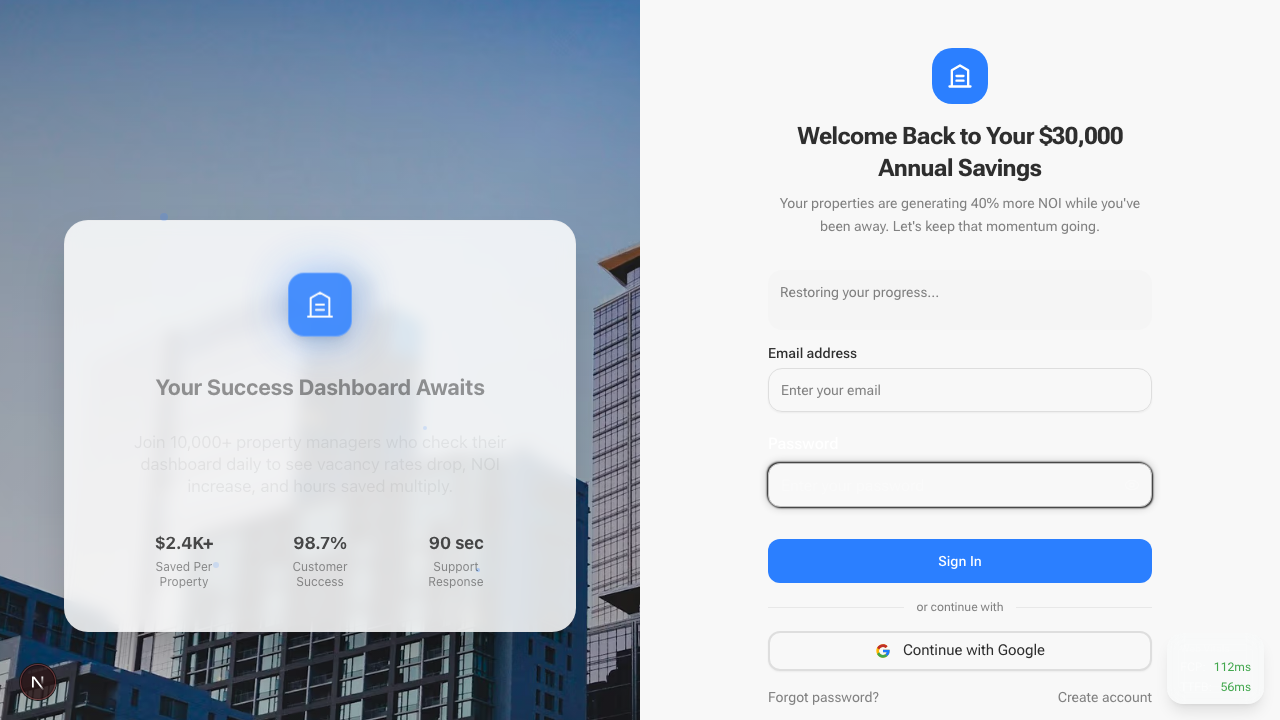 Your Success Dashboard Awaits
Join 10,000+ property managers who check their
dashboard daily to see vacancy rates drop, NOI
increase, and hours saved multiply.
$2.4K+
Saved Per
Property
98.7%
Customer
Success
90 sec
Support
Response
N
Welcome Back to Your $30,000
Annual Savings
Your properties are generating 40% more NOI while you've
been away. Let's keep that momentum going.
Restoring your progress...
Email address
Enter your email
Password
Sign In
or continue with
Continue with Google
Forgot password?
Create account
112ms
56ms